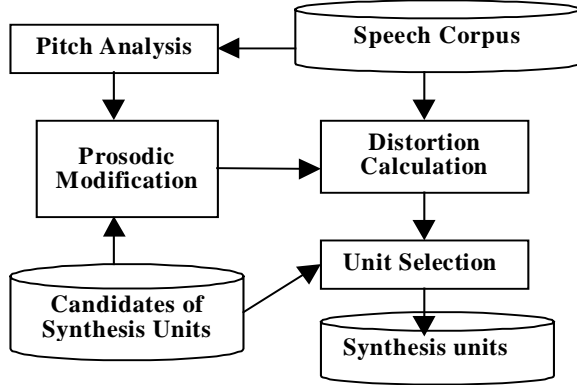 Pitch Analysis
Speech Corpus
Prosodic
Modification
Distortion
Calculation
Candidates of
Synthesis Units
Unit Selection
Synthesis units